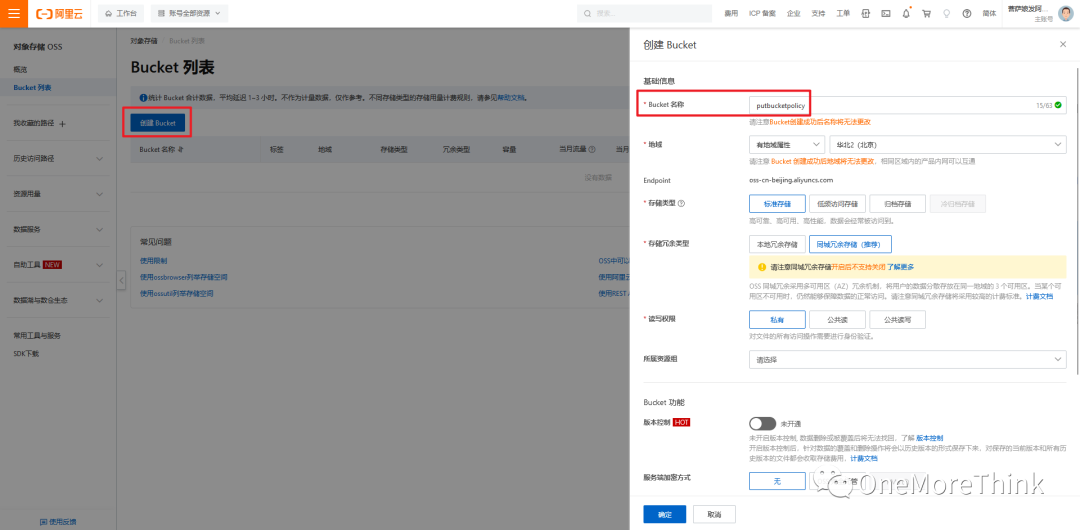 阿里云
工作台
账号全部资源
搜索...
费用 ICP 备案 企业 支持 工单 简体
菩萨蛮发阿...
主账号
对象存储 OSS
概览
Bucket 列表
我收藏的路径
历史访问路径
资源用量
数据服务
自助工具 NEW
数据湖与数仓生态
常用工具与服务
SDK下载
使用反馈
对象存储 / Bucket 列表
Bucket 列表
统计 Bucket 合计数据，平均延迟 1~3 小时。不作为计量数据，仅作参考。不同存储类型的存储用量计费规则，请参见帮助文档。
创建 Bucket
Bucket 名称 标签 地域 存储类型 冗余类型 容量 当月流量 当月
没有数据
常见问题
使用限制
使用ossbrowser列举存储空间
使用ossutil列举存储空间
OSS中可以
使用阿里云
使用REST A
创建 Bucket
基础信息
* Bucket 名称
putbucketpolicy
15/63
请注意Bucket创建成功后名称将无法更改
* 地域
有地域属性
华北2（北京）
请注意 Bucket 创建成功后地域将无法更改，相同区域内的产品内网可以互通
Endpoint
oss-cn-beijing.aliyuncs.com
* 存储类型
标准存储 低频访问存储 归档存储 冷归档存储
高可靠、高可用、高性能，数据会经常被访问到。
* 存储冗余类型
本地冗余存储 同城冗余存储（推荐）
请注意同城冗余存储开启后不支持关闭 了解更多
OSS 同城冗余采用多可用区（AZ）冗余机制，将用户的数据分散存放在同一地域的 3 个可用区。当某个可
用区不可用时，仍然能够保障数据的正常访问。请注意同城冗余存储将采用较高的计费标准。计费文档
* 读写权限
私有 公共读 公共读写
对文件的所有访问操作需要进行身份验证。
所属资源组
请选择
Bucket 功能
版本控制 HOT
未开通
未开启版本控制，数据删除或被覆盖后将无法找回，了解 版本控制
开启版本控制后，针对数据的覆盖和删除操作将会以历史版本的形式保存下来，对保存的当前版本和所有历
史版本的文件都会收取存储费用。计费文档
服务端加密方式
无
OneMoreThink
确定 取消